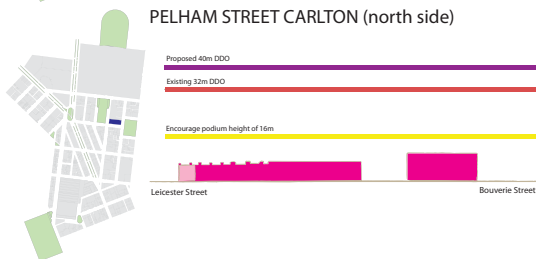 PELHAM STREET CARLTON (north side)
Proposed 40m DDO
Existing 32m DDO
Encourage podium height of 16m
Leicester Street
Bouverie Street